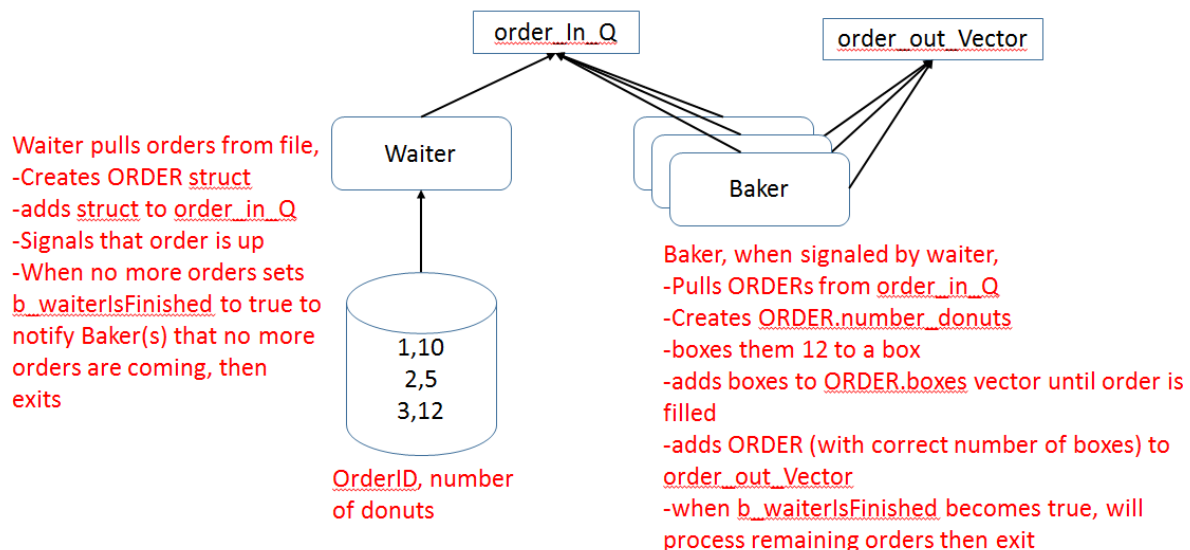 order_In_Q
order_out_Vector
Waiter pulls orders from file,
-Creates ORDER struct
-adds struct to order_in_Q
-Signals that order is up
-When no more orders sets
b_waiterIsFinished to true to
notify Baker(s) that no more
orders are coming, then
exits
Waiter
1,10
2,5
3,12
OrderID, number
of donuts
Baker
Baker, when signaled by waiter,
-Pulls ORDERs from order_in_Q
-Creates ORDER.number_donuts
-boxes them 12 to a box
-adds boxes to ORDER.boxes vector until order is
filled
-adds ORDER (with correct number of boxes) to
order_out_Vector
-when b_waiterIsFinished becomes true, will
process remaining orders then exit